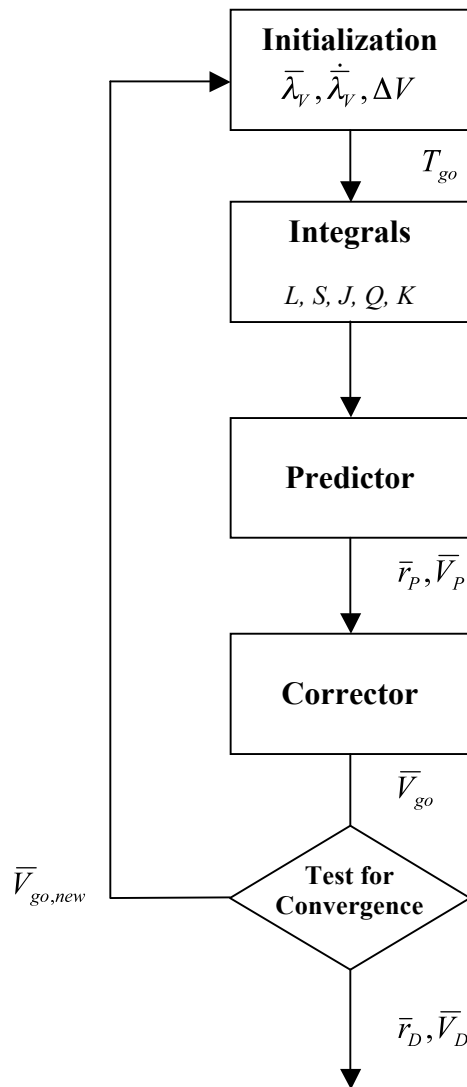 Initialization
λ̅_V, λ̅̇_V, ΔV
T_go
Integrals
L, S, J, Q, K
Predictor
r̅_P, V̅_P
Corrector
V̅_go
Test for
Convergence
V̅_go,new
r̅_D, V̅_D